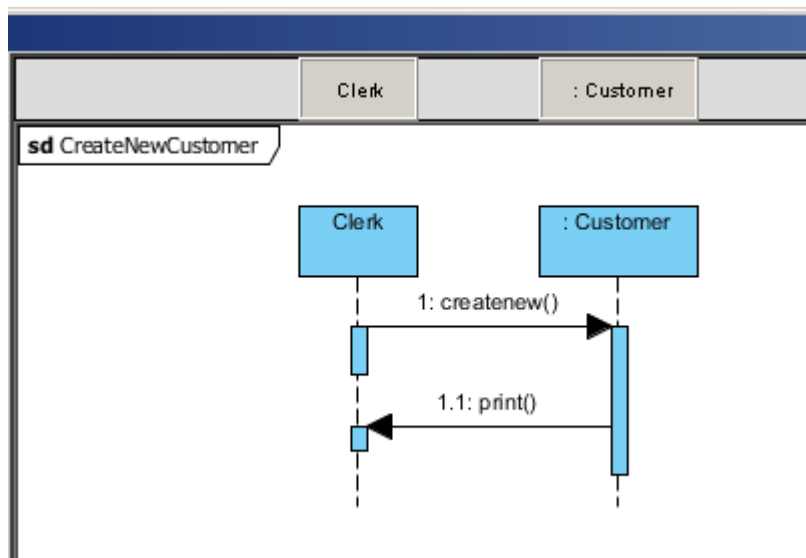 Clerk
: Customer
sd CreateNewCustomer
Clerk
: Customer
1: createnew()
1.1: print()